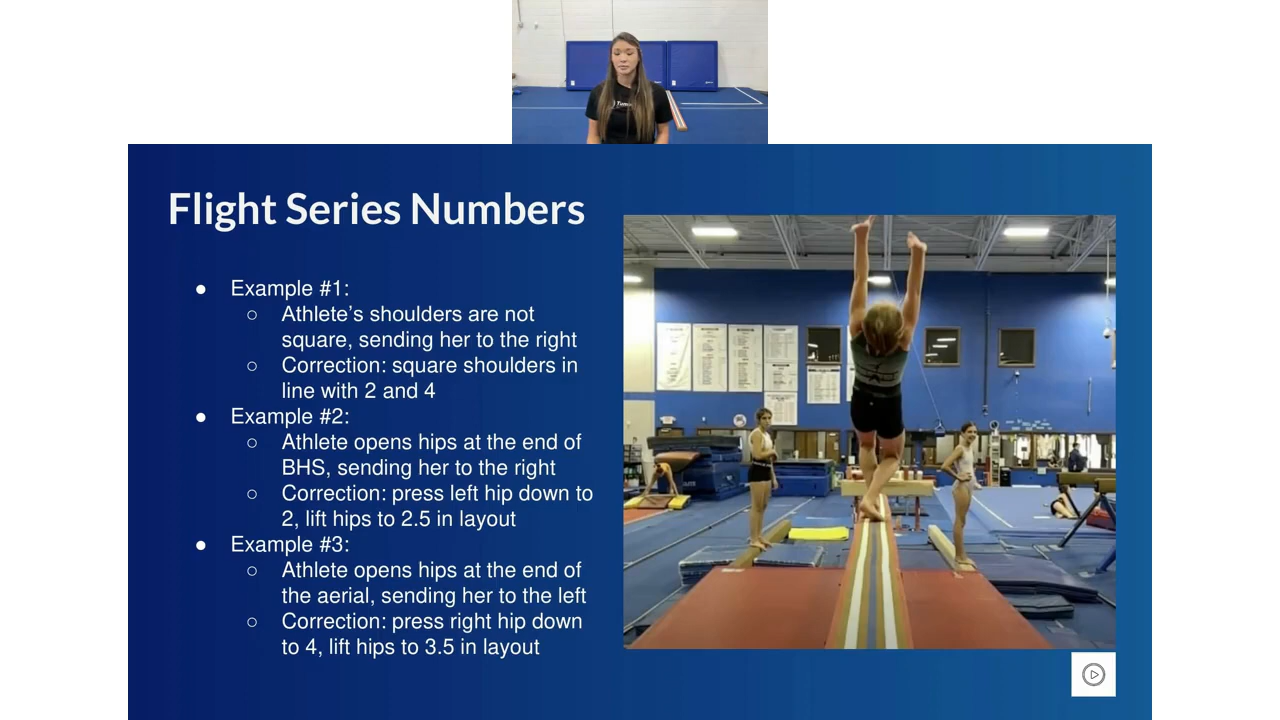 Flight Series Numbers
● Example #1:
○ Athlete’s shoulders are not
square, sending her to the right
○ Correction: square shoulders in
line with 2 and 4
● Example #2:
○ Athlete opens hips at the end of
BHS, sending her to the right
○ Correction: press left hip down to
2, lift hips to 2.5 in layout
● Example #3:
○ Athlete opens hips at the end of
the aerial, sending her to the left
○ Correction: press right hip down
to 4, lift hips to 3.5 in layout